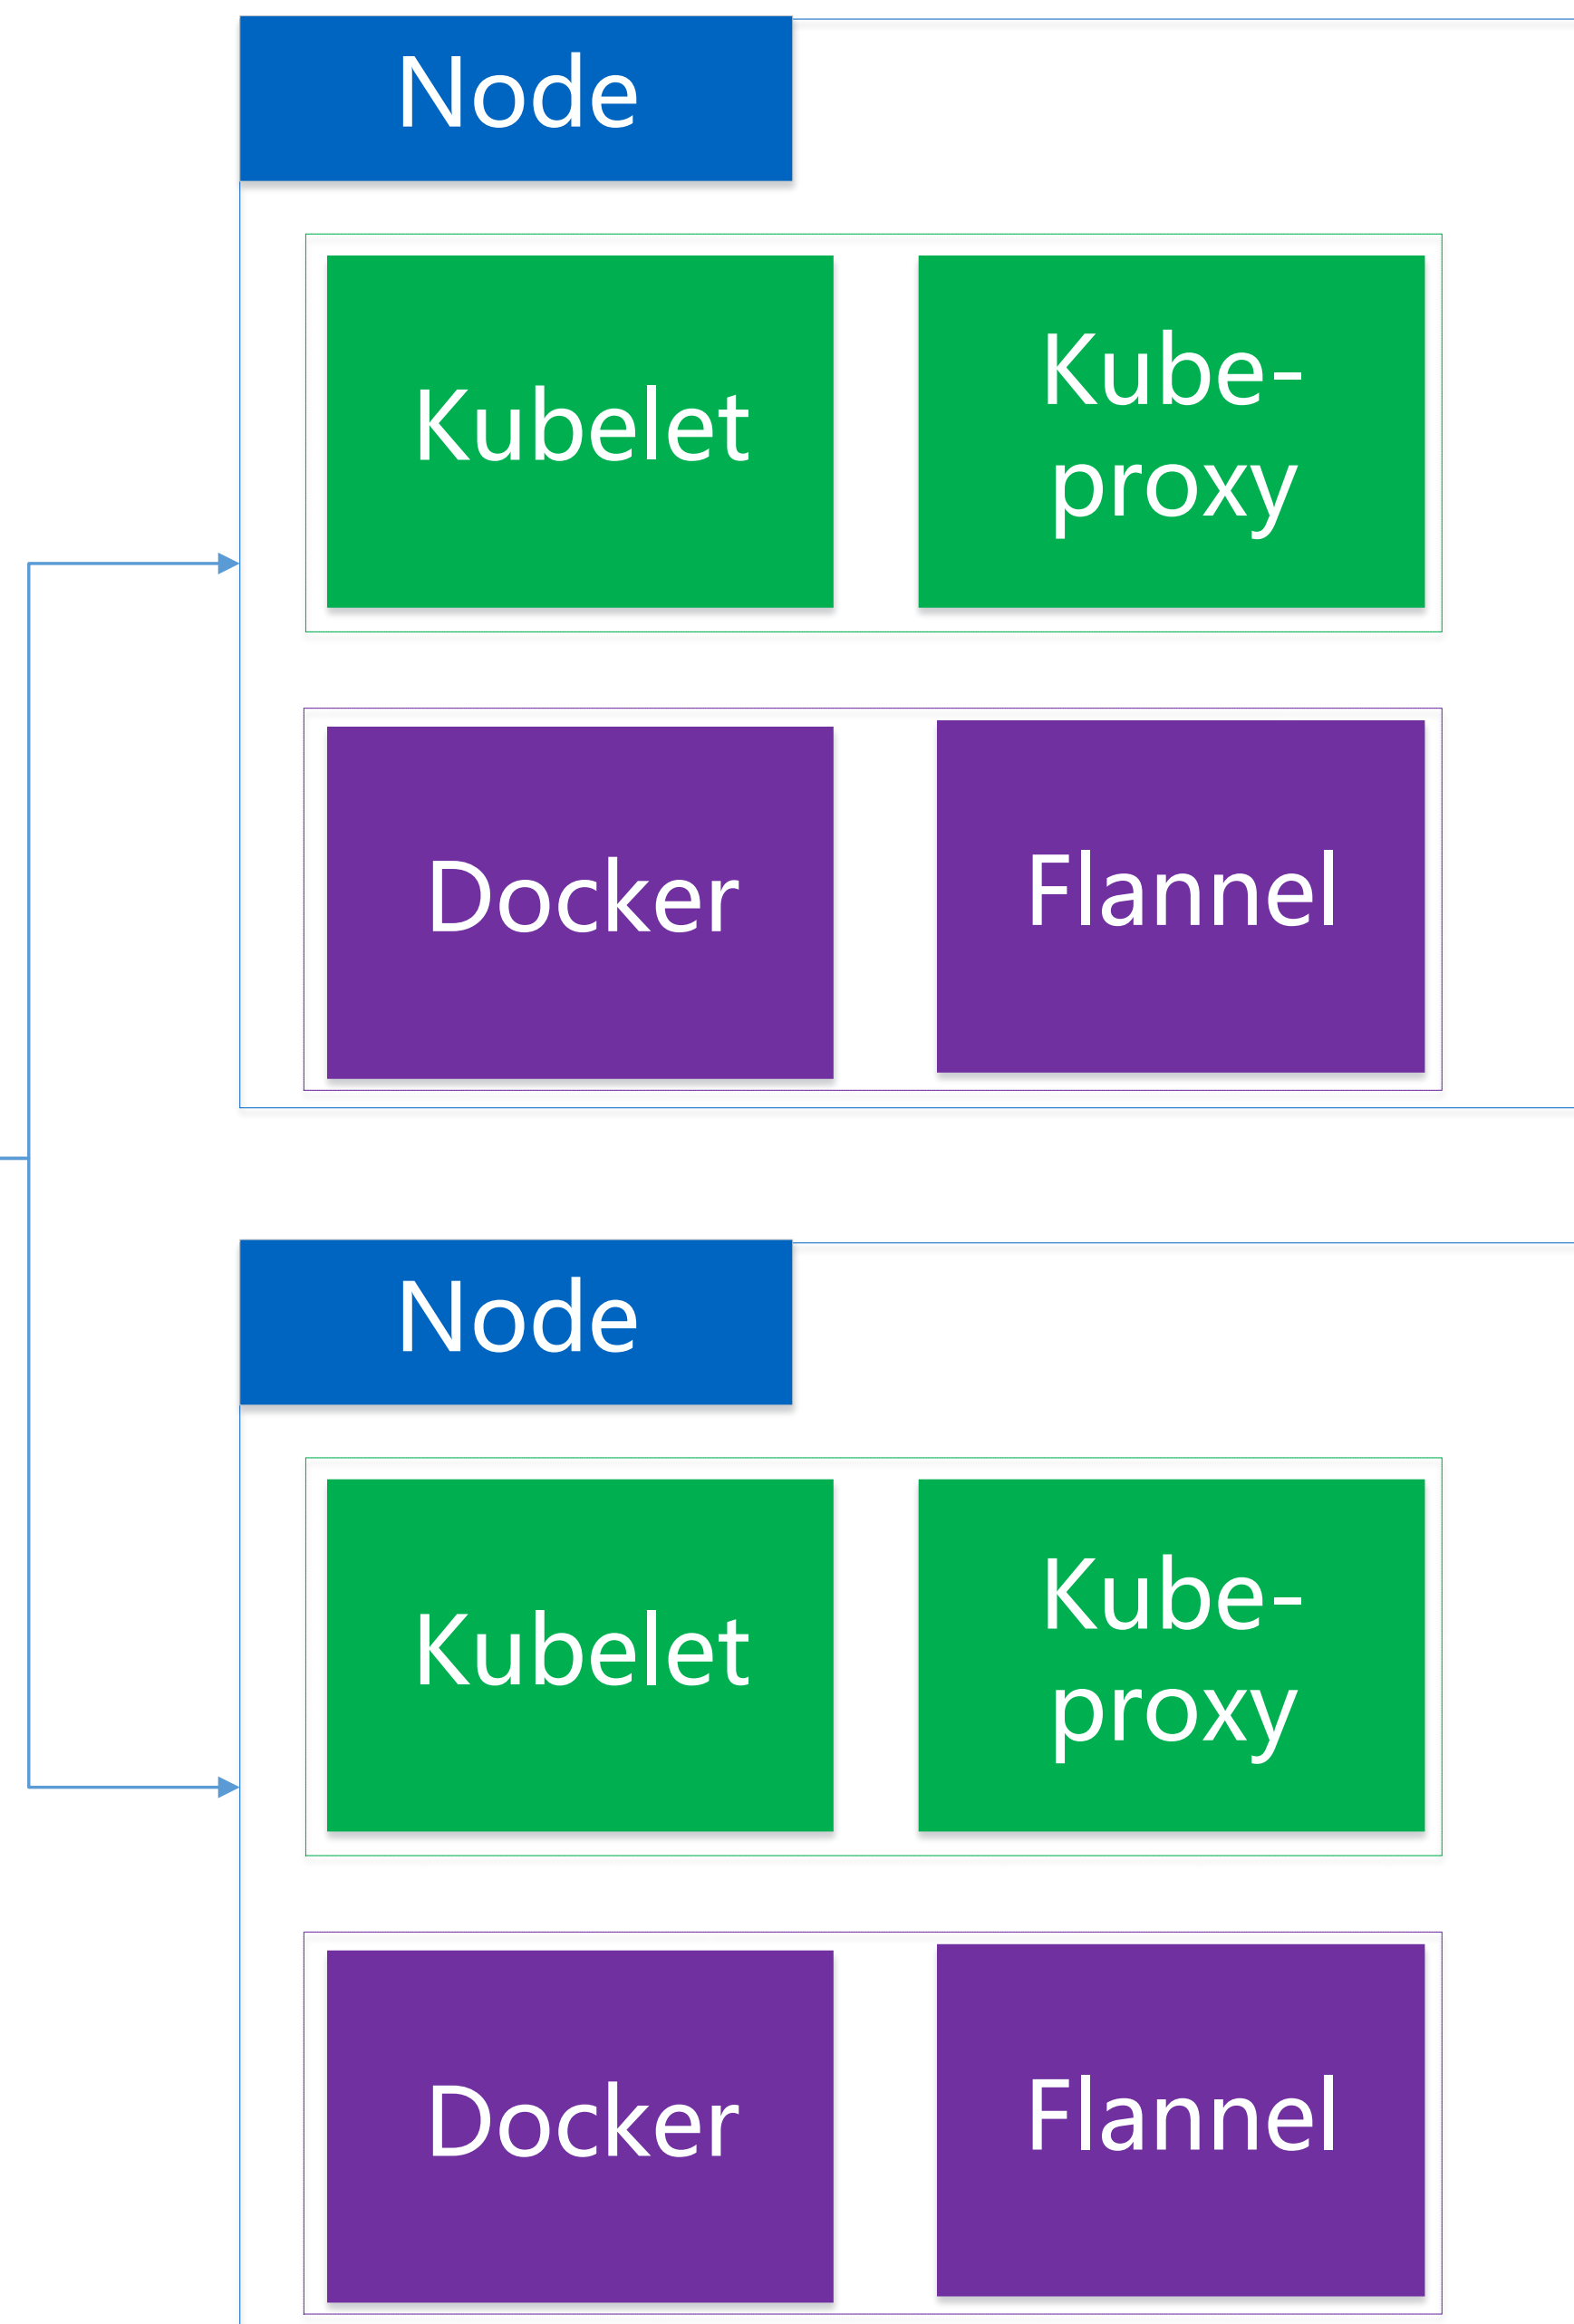 Node
Kubelet
Kube-
proxy
Docker
Flannel
Node
Kubelet
Kube-
proxy
Docker
Flannel